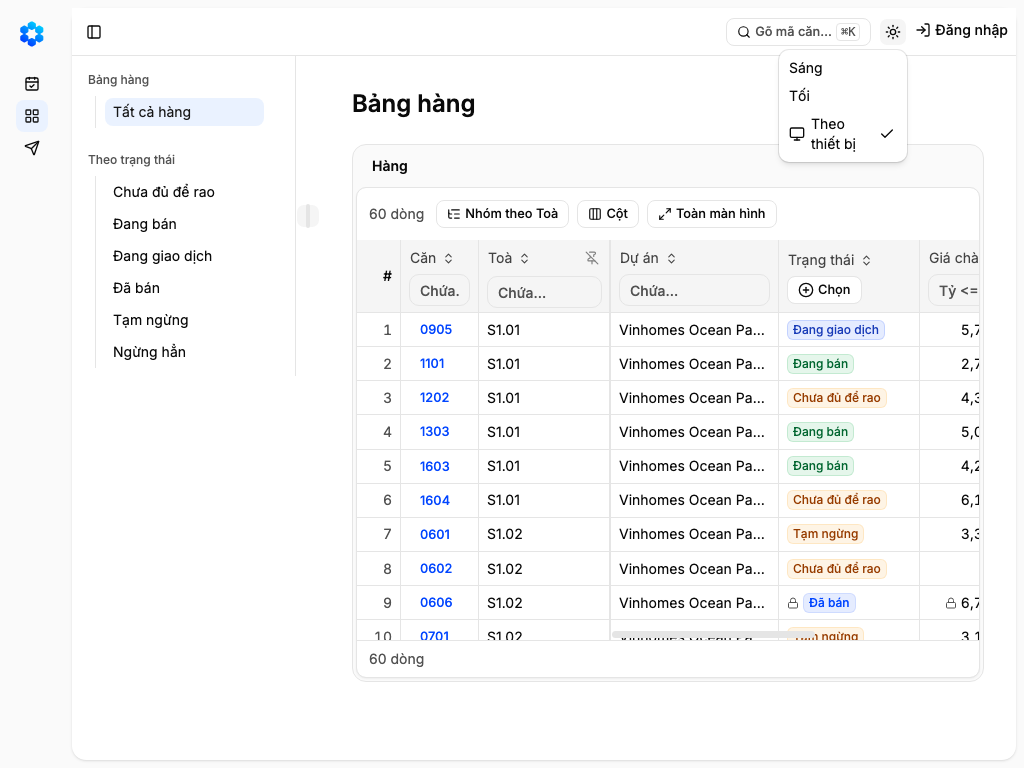 Gõ mã căn... ⌘K
Đăng nhập
Sáng
Tối
Theo
thiết bị
Bảng hàng
Tất cả hàng
Theo trạng thái
Chưa đủ để rao
Đang bán
Đang giao dịch
Đã bán
Tạm ngừng
Ngừng hẳn
Bảng hàng
Hàng
60 dòng Nhóm theo Toà Cột Toàn màn hình
# Căn Toà Dự án Trạng thái Giá chà
Chứa. Chứa... Chứa... Chọn Tỷ <=
1 0905 S1.01 Vinhomes Ocean Pa... Đang giao dịch 5,7
2 1101 S1.01 Vinhomes Ocean Pa... Đang bán 2,7
3 1202 S1.01 Vinhomes Ocean Pa... Chưa đủ để rao 4,3
4 1303 S1.01 Vinhomes Ocean Pa... Đang bán 5,0
5 1603 S1.01 Vinhomes Ocean Pa... Đang bán 4,2
6 1604 S1.01 Vinhomes Ocean Pa... Chưa đủ để rao 6,1
7 0601 S1.02 Vinhomes Ocean Pa... Tạm ngừng 3,3
8 0602 S1.02 Vinhomes Ocean Pa... Chưa đủ để rao
9 0606 S1.02 Vinhomes Ocean Pa... Đã bán 6,7
10 0701 S1.02 Vinhomes Ocean Pa... Tạm ngừng 3,1
60 dòng